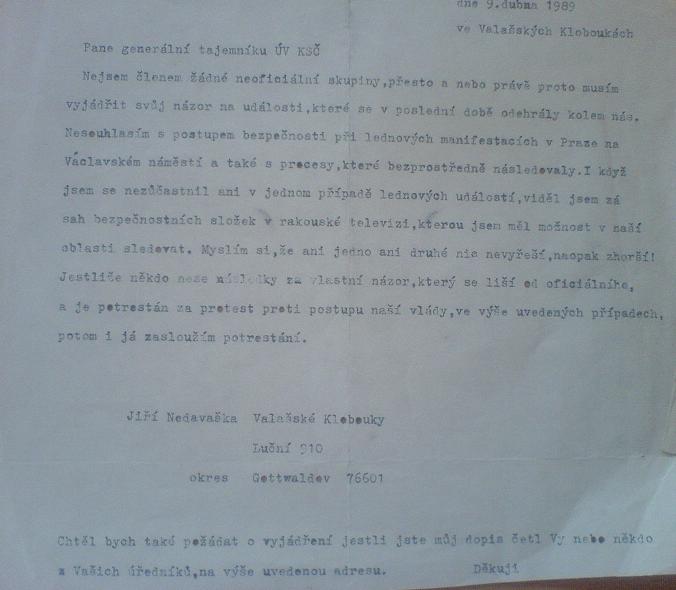 dne 9.dubna 1989
ve Valašských Kloboukách
Pane generální tajemníku ÚV KSČ
Nejsem členem žádné neoficiální skupiny,přesto a nebo právě proto musím
vyjádřit svůj názor na události,které se v poslední době odehrály kolem nás.
Nesouhlasím s postupem bezpečnosti při lednových manifestacích v Praze na
Václavském náměstí a také s procesy,které bezprostředně následovaly.I když
jsem se nezúčastnil ani v jednom případě lednových událostí,viděl jsem zá
sah bezpečnostních složek v rakouské televizi,kterou jsem měl možnost v naší
oblasti sledovat. Myslím si,že ani jedno ani druhé nic nevyřeší,naopak zhorší!
Jestliče někdo nese následky za vlastní názor,který se liší od oficiálního,
a je potrestán za protest proti postupu naší vlády,ve výše uvedených případech,
potom i já zasloužím potrestání.
Jiří Nedavaška Valašské Klobouky
Luční 910
okres Gottwaldov 76601
Chtěl bych také požádat o vyjádření jestli jste můj dopis četl Vy nebo někdo
z Vašich úředníků,na výše uvedenou adresu. Děkuji